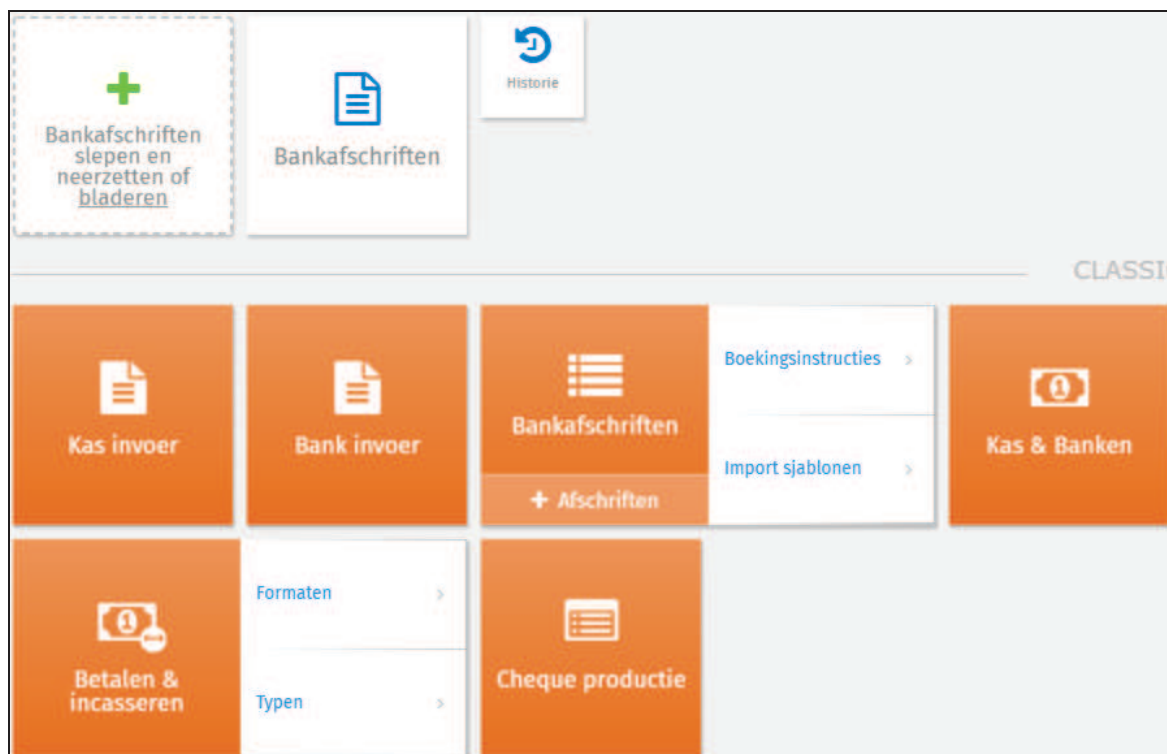 Bankafschriften
slepen en
neerzetten of
bladeren
Bankafschriften
Historie
CLASSI
Kas invoer
Bank invoer
Bankafschriften
+ Afschriften
Boekingsinstructies
Import sjablonen
Kas & Banken
Betalen &
incasseren
Formaten
Typen
Cheque productie